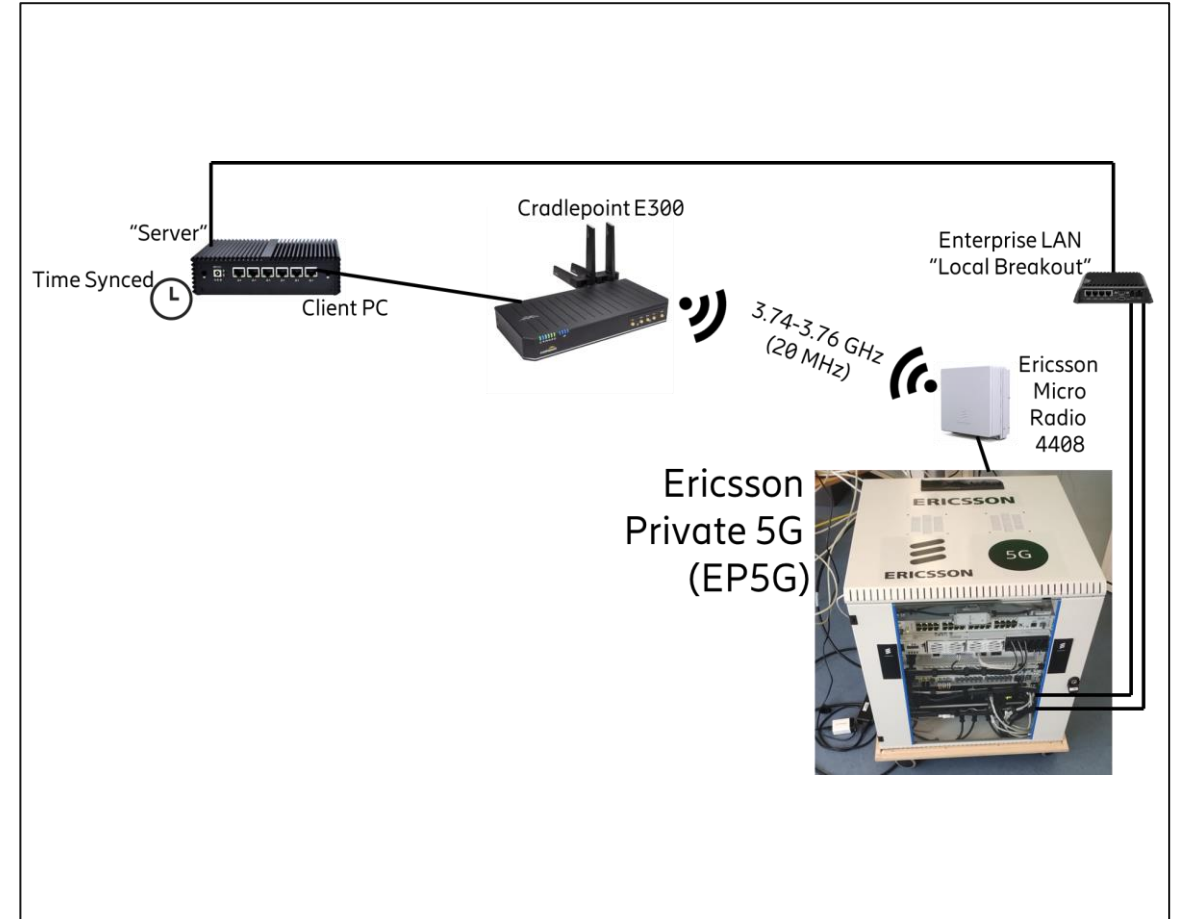 "Server"
Time Synced
Client PC
Cradlepoint E300
3.74-3.76 GHz
(20 MHz)
Enterprise LAN
"Local Breakout"
Ericsson
Micro
Radio
4408
Ericsson
Private 5G
(EP5G)
ERICSSON
5G
ERICSSON